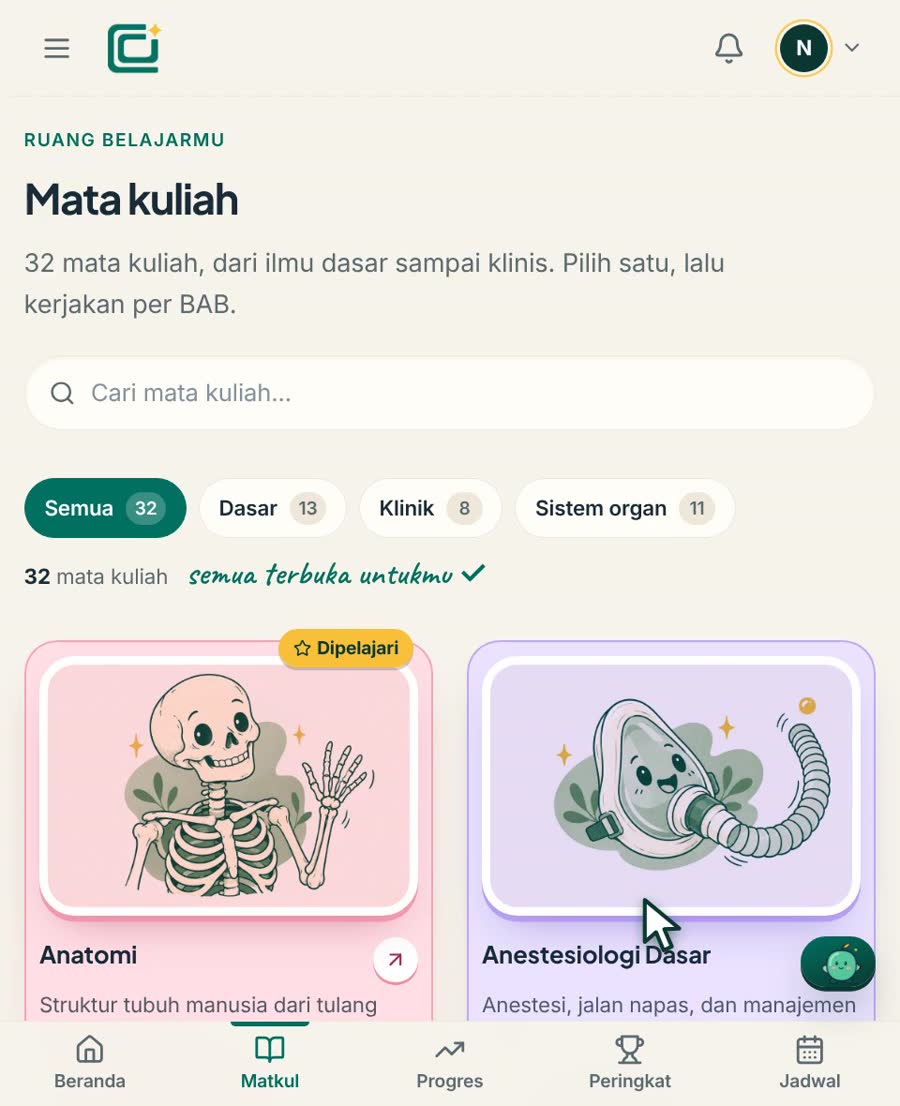 N
RUANG BELAJARMU
Mata kuliah
32 mata kuliah, dari ilmu dasar sampai klinis. Pilih satu, lalu
kerjakan per BAB.
Cari mata kuliah...
Semua 32 Dasar 13 Klinik 8 Sistem organ 11
32 mata kuliah semua terbuka untukmu ✓
Dipelajari
Anatomi
Struktur tubuh manusia dari tulang
Anestesiologi Dasar
Anestesi, jalan napas, dan manajemen
Beranda Matkul Progres Peringkat Jadwal